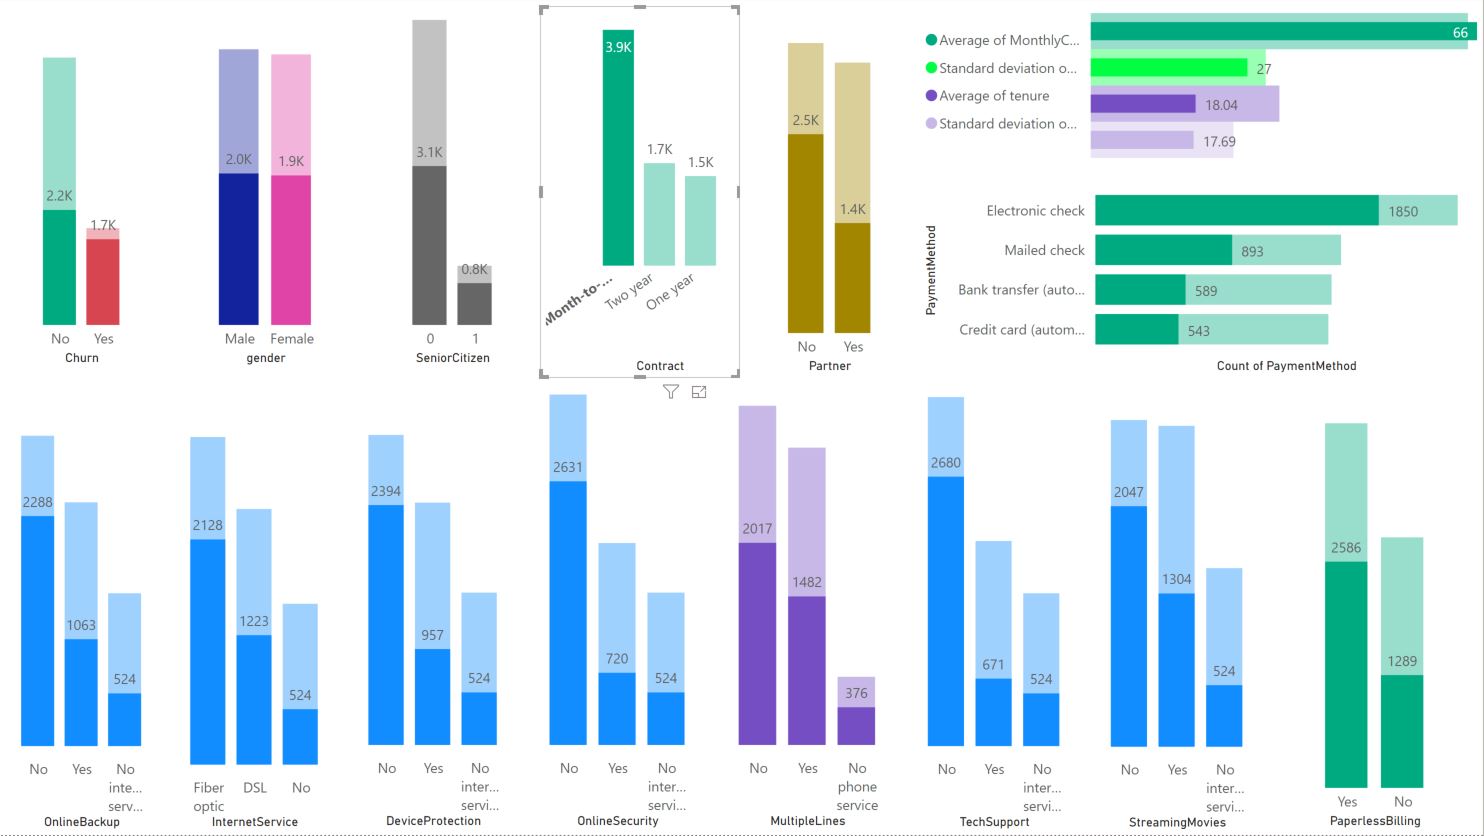 2.2K
1.7K
No Yes
Churn
2.0K
1.9K
Male Female
gender
3.1K
0.8K
0 1
SeniorCitizen
3.9K
1.7K
1.5K
Month-to-...
Two year
One year
Contract
2.5K
1.4K
No Yes
Partner
Average of MonthlyC...
Standard deviation o...
Average of tenure
Standard deviation o...
66
27
18.04
17.69
PaymentMethod
Electronic check 1850
Mailed check 893
Bank transfer (auto... 589
Credit card (autom... 543
Count of PaymentMethod
2288
1063
524
No Yes No
inte...
serv...
OnlineBackup
2128
1223
524
Fiber DSL No
optic
InternetService
2394
957
524
No Yes No
inter...
servi...
DeviceProtection
2631
720
524
No Yes No
inter...
servi...
OnlineSecurity
2017
1482
376
No Yes No
phone
service
MultipleLines
2680
671
524
No Yes No
inter...
servi...
TechSupport
2047
1304
524
No Yes No
inter...
servi...
StreamingMovies
2586
1289
Yes No
PaperlessBilling